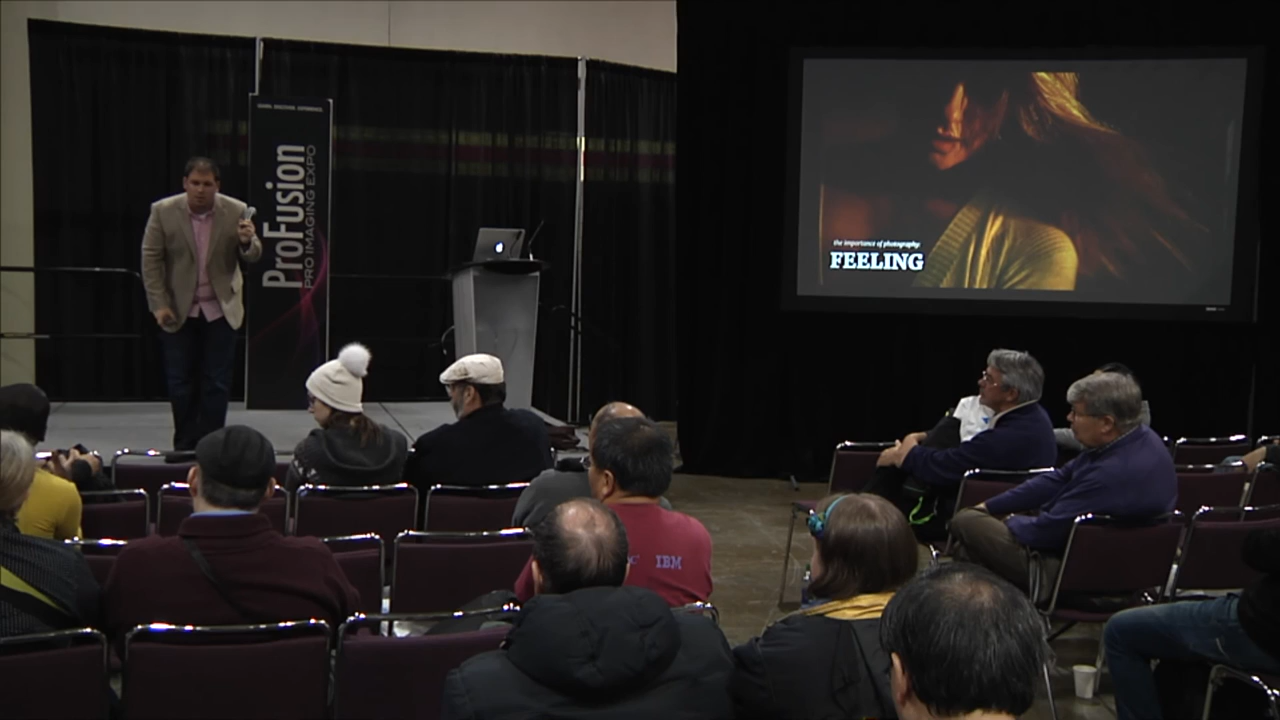 ProFusion
PRO IMAGING EXPO
the importance of photography:
FEELING
IBM